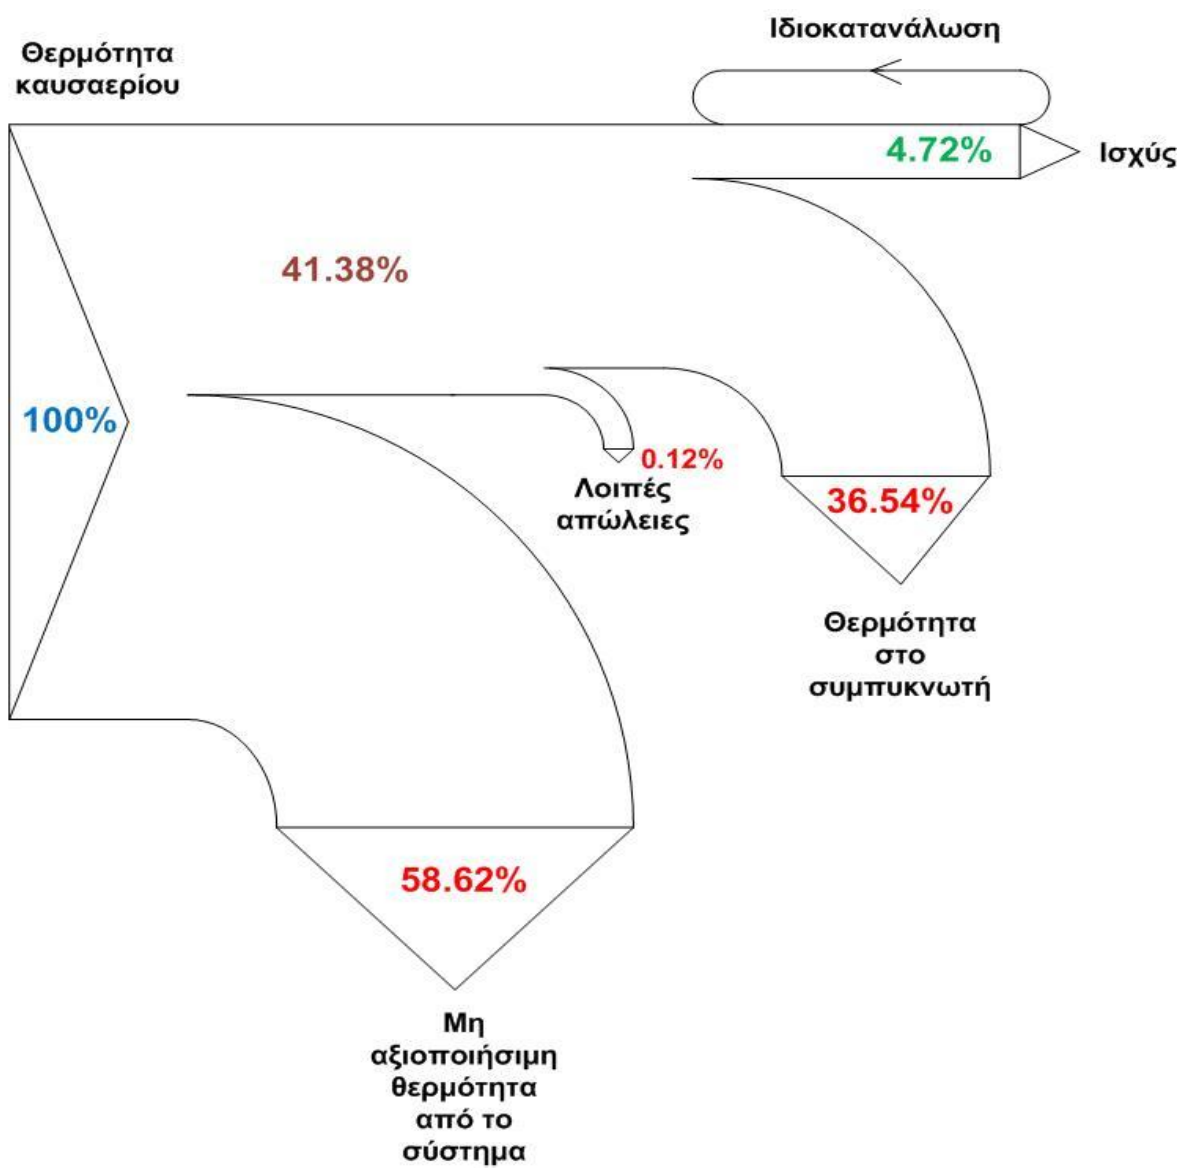 Ιδιοκατανάλωση
Θερμότητα
καυσαερίου
4.72%
Ισχύς
41.38%
100%
0.12%
Λοιπές
απώλειες
36.54%
Θερμότητα
στο
συμπυκνωτή
58.62%
Μη
αξιοποιήσιμη
θερμότητα
από το
σύστημα